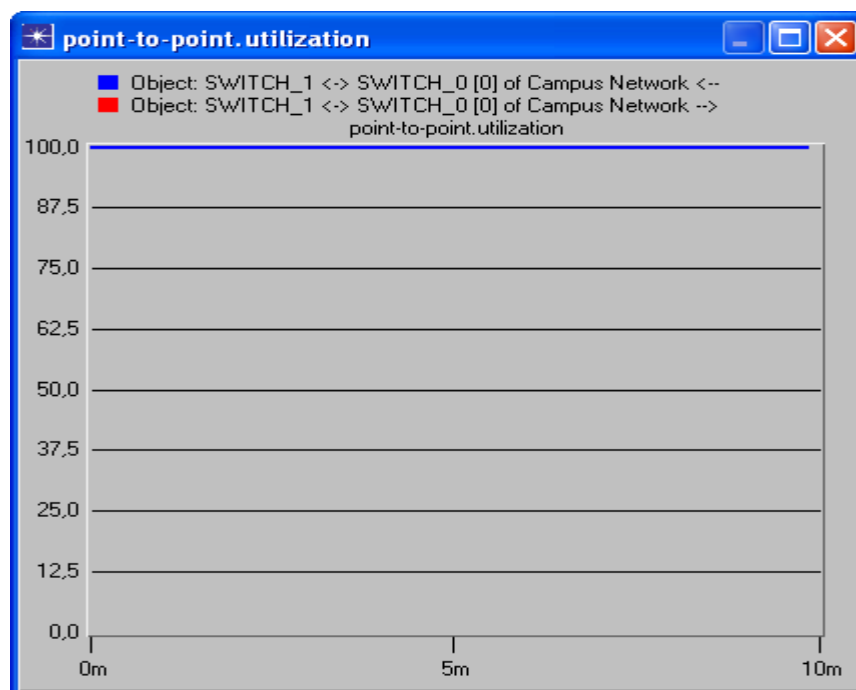 point-to-point.utilization
Object: SWITCH_1 <-> SWITCH_0 [0] of Campus Network <--
Object: SWITCH_1 <-> SWITCH_0 [0] of Campus Network -->
point-to-point.utilization
100,0
87,5
75,0
62,5
50,0
37,5
25,0
12,5
0,0
0m 5m 10m